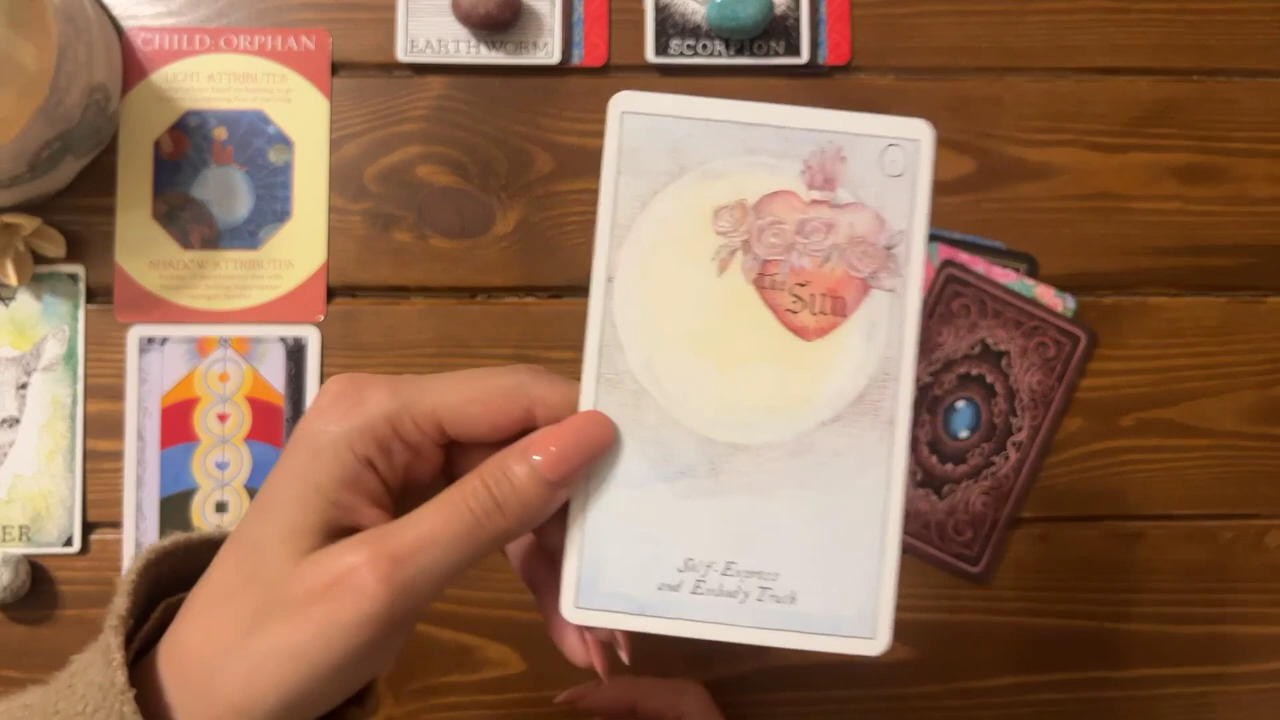 CHILD: ORPHAN
LIGHT ATTRIBUTES
SHADOW ATTRIBUTES
EARTHWORM
SCORPION
The
Sun
Self-Express
and Embody Truth
ER